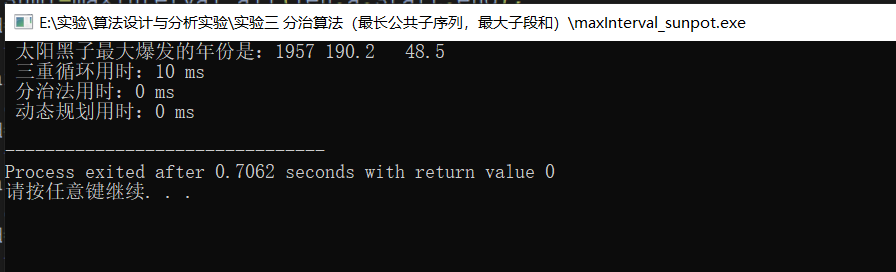 E:\实验\算法设计与分析实验\实验三 分治算法（最长公共子序列，最大子段和）\maxInterval_sunpot.exe
太阳黑子最大爆发的年份是：1957 190.2   48.5
三重循环用时：10 ms
分治法用时：0 ms
动态规划用时：0 ms
--------------------------------
Process exited after 0.7062 seconds with return value 0
请按任意键继续. . .